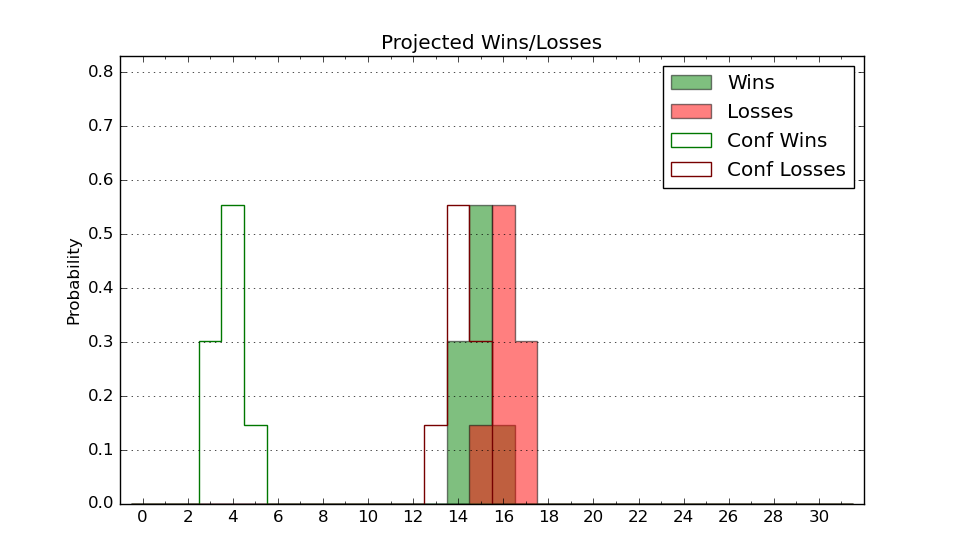 Projected Wins/Losses
Probability
0.8
0.7
0.6
0.5
0.4
0.3
0.2
0.1
0.0
0 2 4 6 8 10 12 14 16 18 20 22 24 26 28 30
Wins
Losses
Conf Wins
Conf Losses